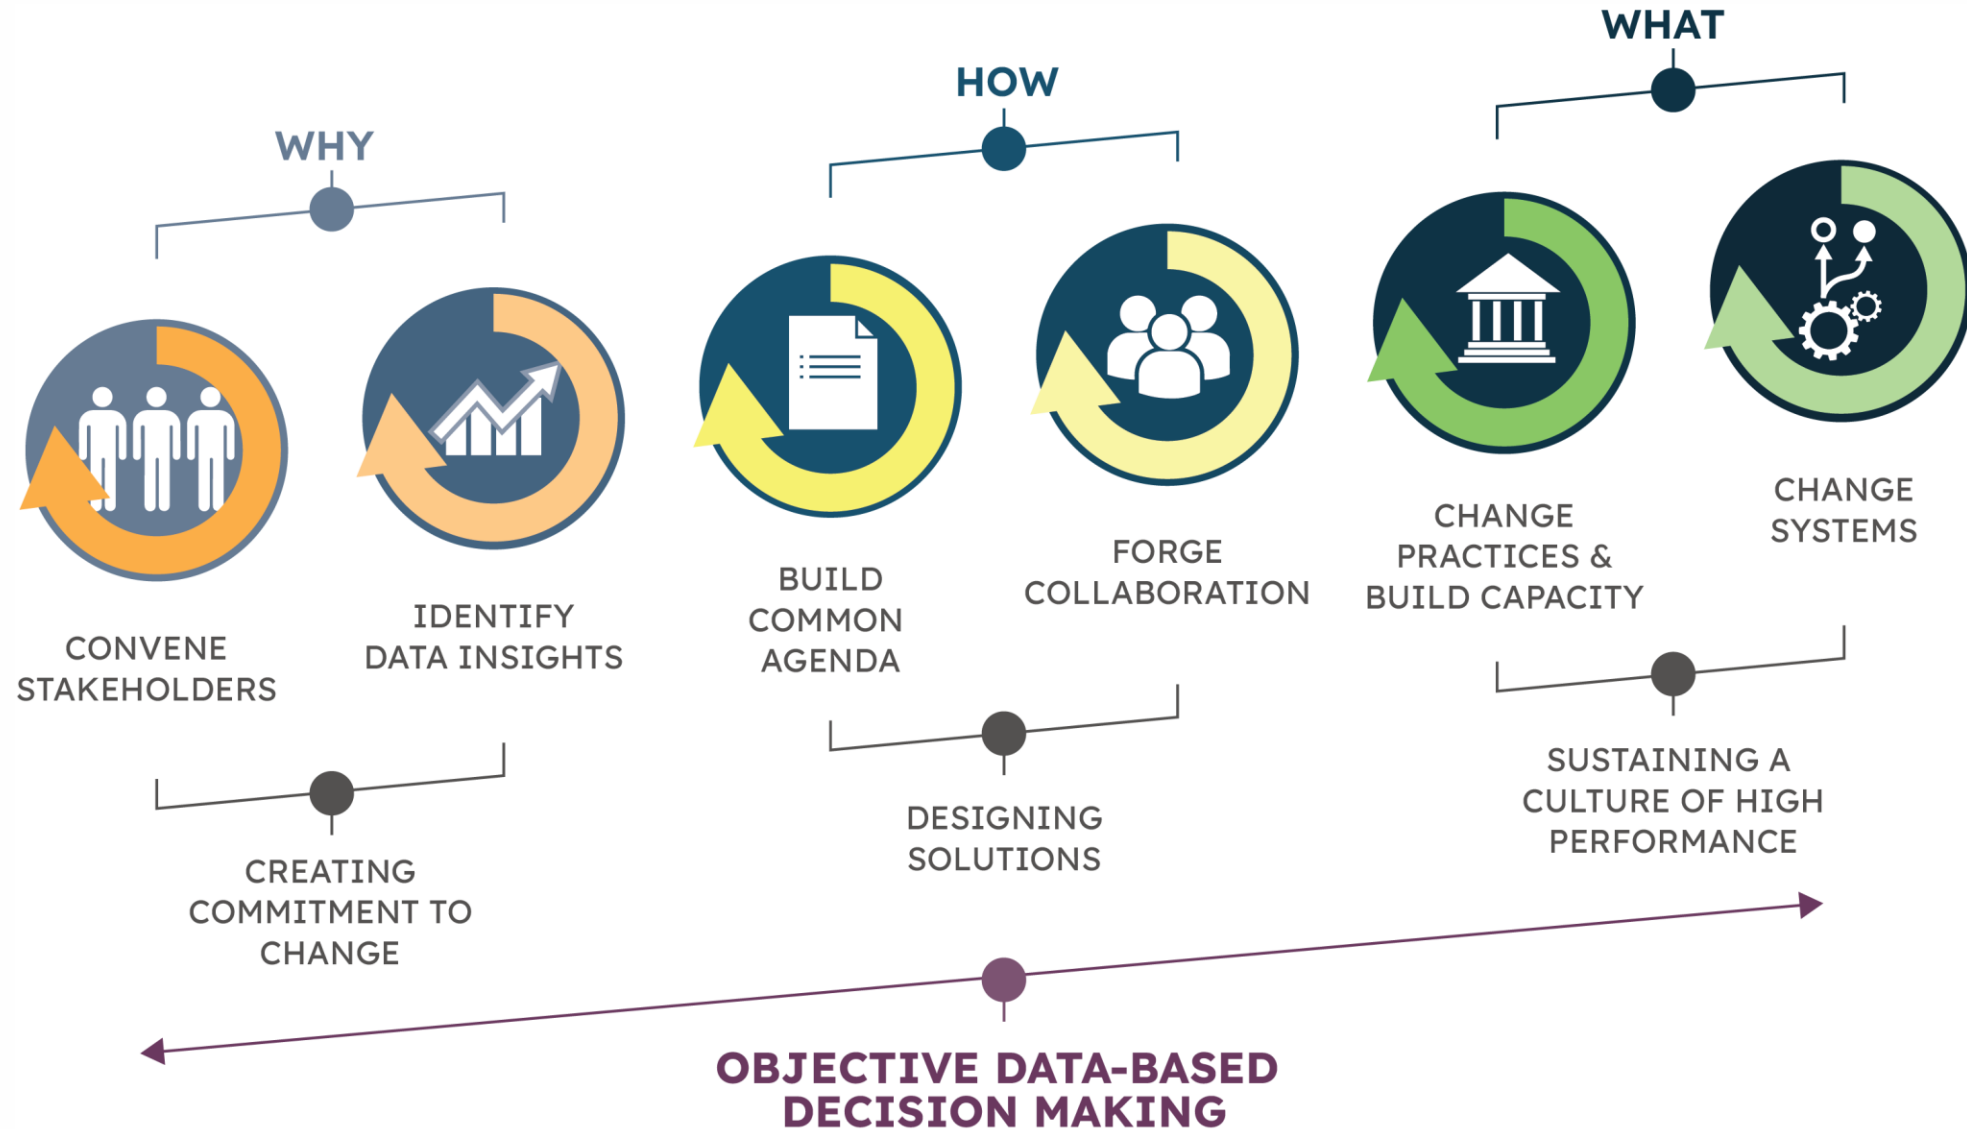 WHY
HOW
WHAT
CONVENE
STAKEHOLDERS
IDENTIFY
DATA INSIGHTS
BUILD
COMMON
AGENDA
FORGE
COLLABORATION
CHANGE
PRACTICES &
BUILD CAPACITY
CHANGE
SYSTEMS
CREATING
COMMITMENT TO
CHANGE
DESIGNING
SOLUTIONS
SUSTAINING A
CULTURE OF HIGH
PERFORMANCE
OBJECTIVE DATA-BASED
DECISION MAKING